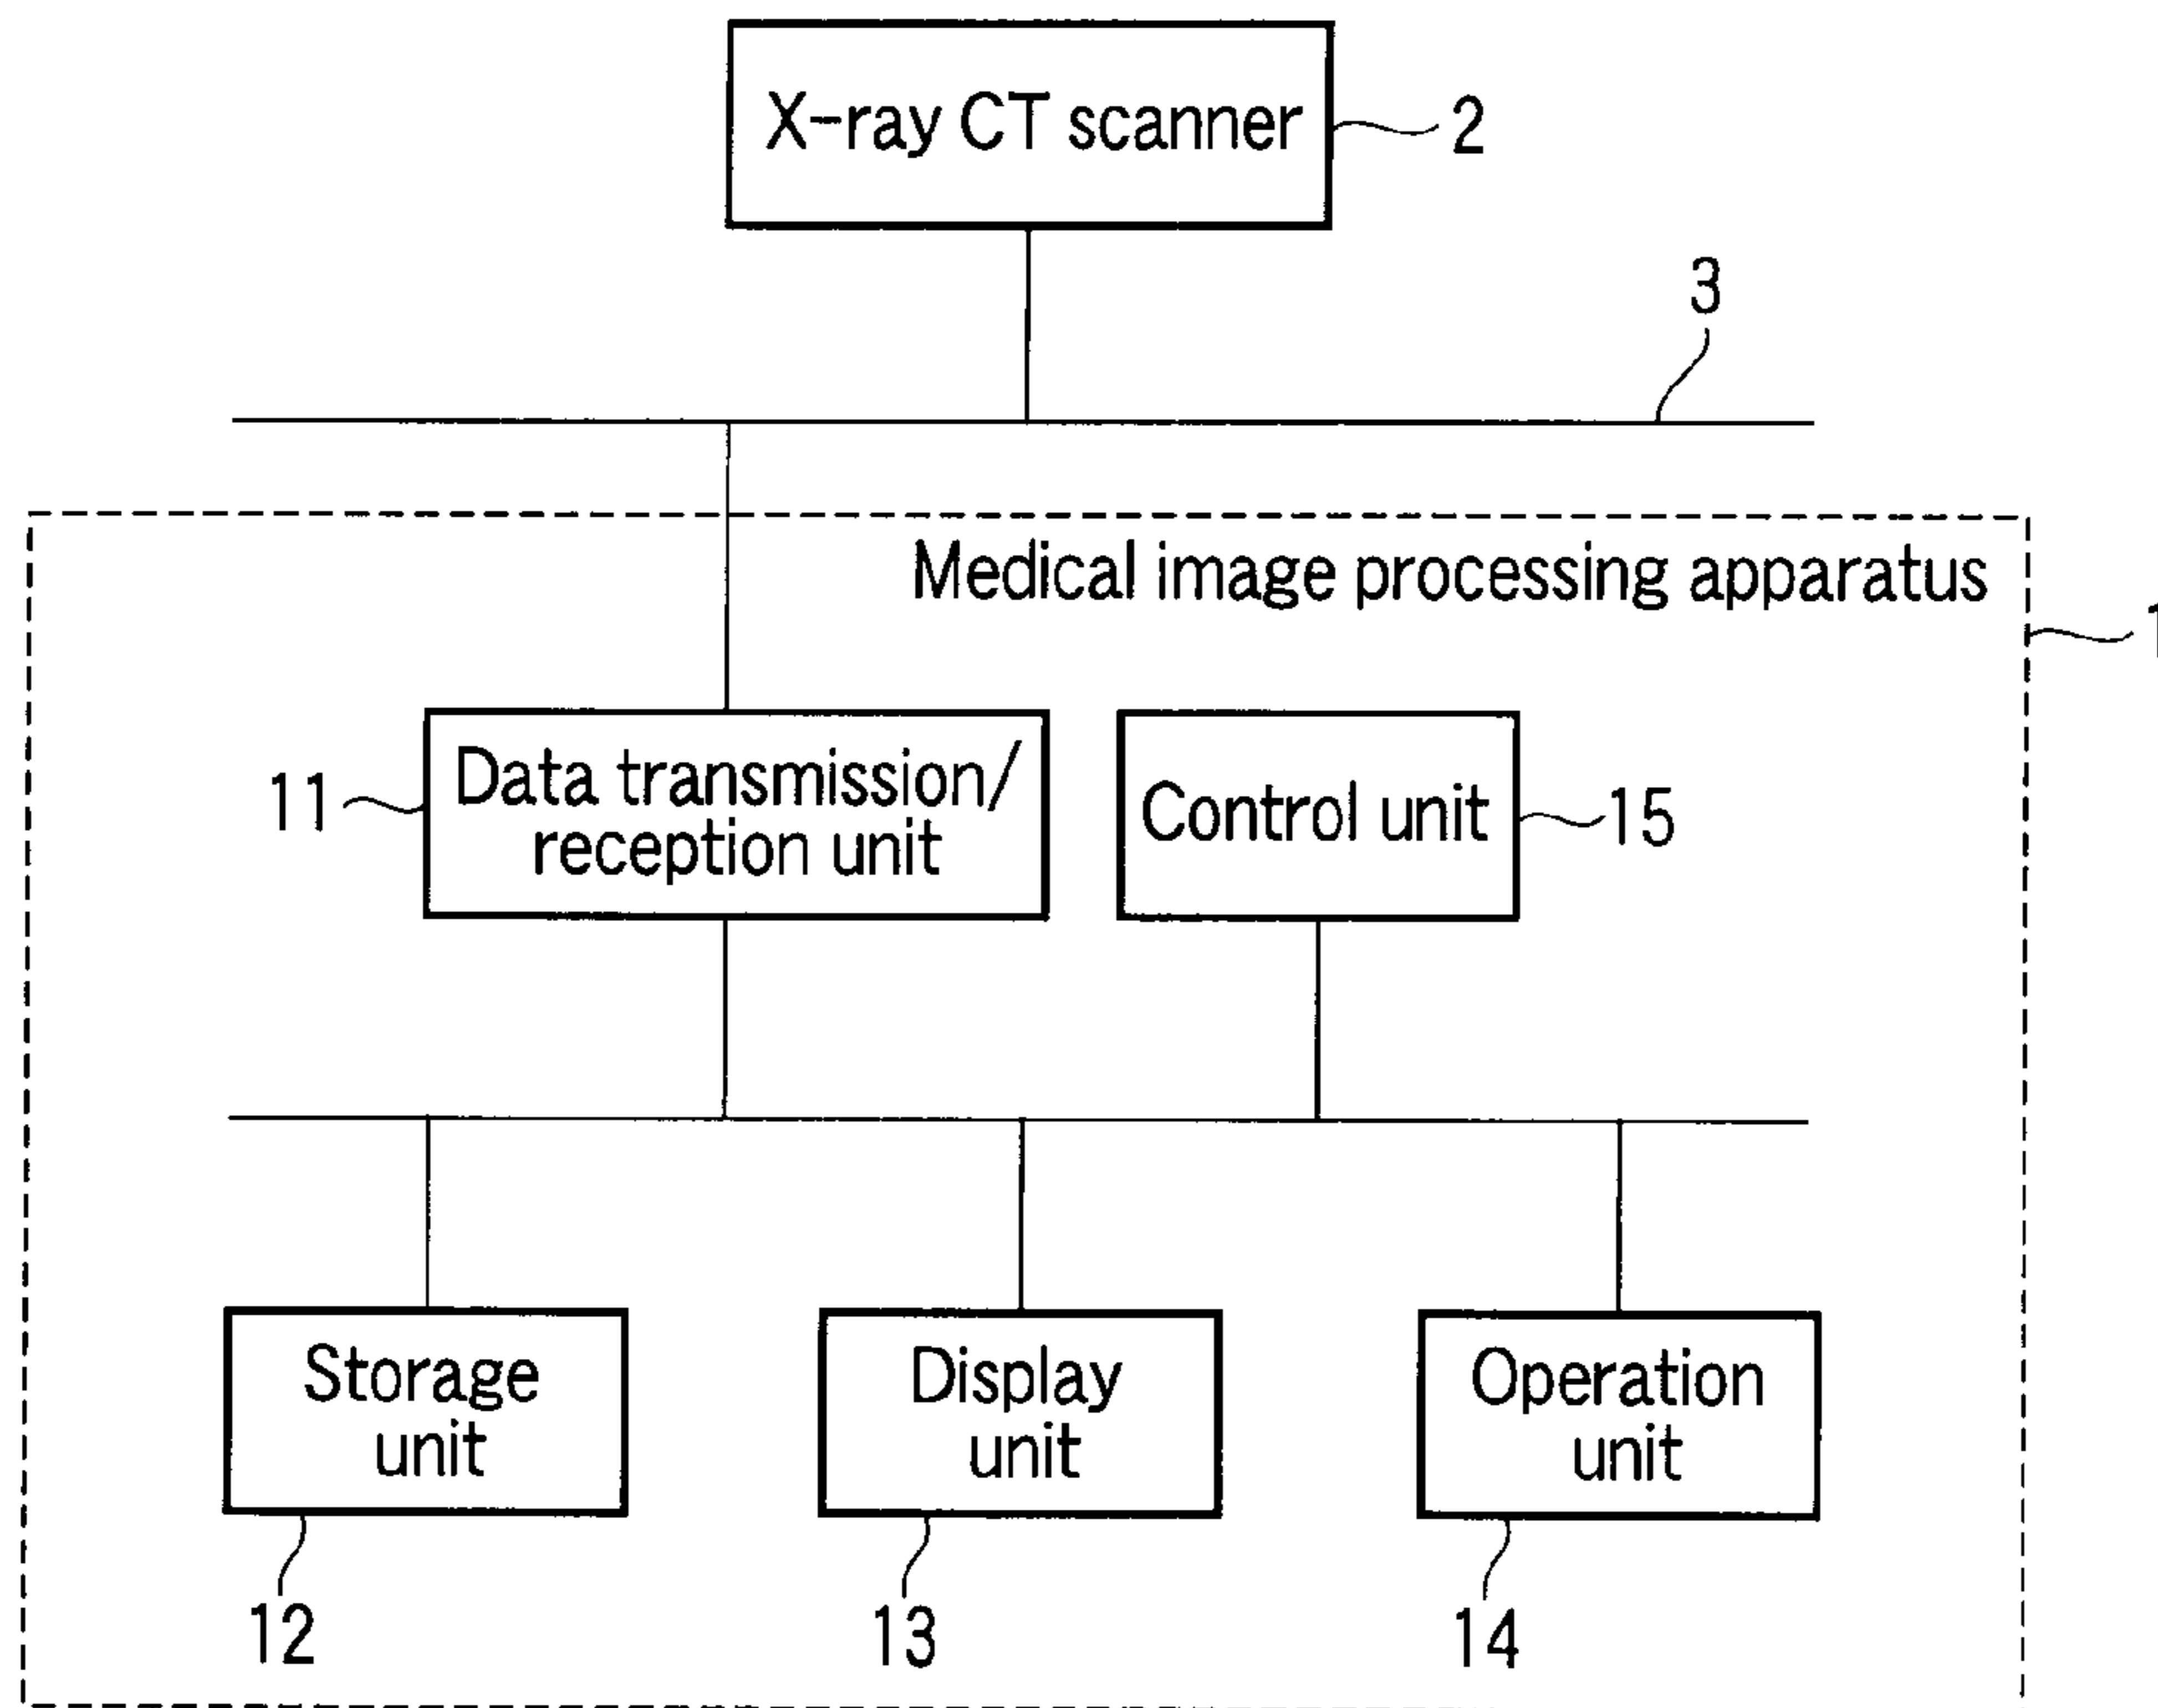 X-ray CT scanner
2
3
Medical image processing apparatus
1
Data transmission/
reception unit
11
Control unit
15
Storage
unit
Display
unit
Operation
unit
12
13
14